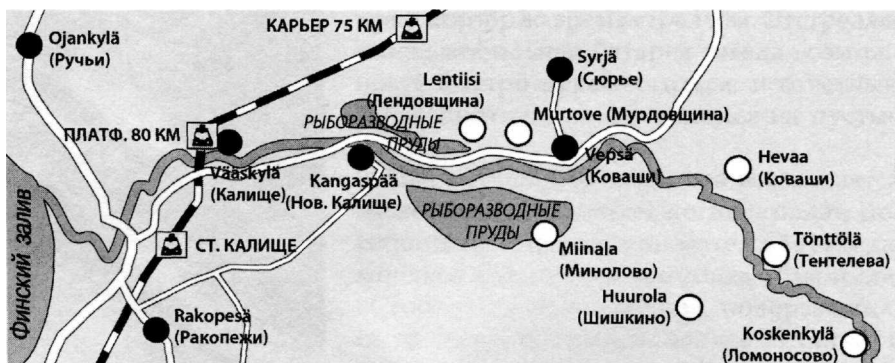 КАРЬЕР 75 КМ
Ojankylä
(Ручьи)
Syrjä
(Сюрье)
Lentiisi
(Лендовщина)
Murtove (Мурдовщина)
ПЛАТФ. 80 КМ
РЫБОРАЗВОДНЫЕ
ПРУДЫ
Vääskylä
(Калище)
Kangaspää
(Нов. Калище)
Vepsä
(Коваши)
Hevaa
(Коваши)
РЫБОРАЗВОДНЫЕ
ПРУДЫ
СТ. КАЛИЩЕ
Miinala
(Минолово)
Tönttölä
(Тентелева)
Финский залив
Huurola
(Шишкино)
Rakopesä
(Ракопежи)
Koskenkylä
(Ломоносово)